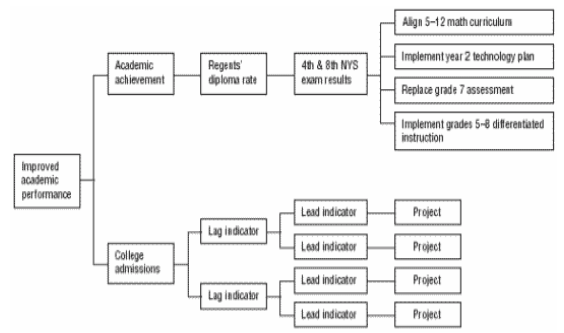 Align 5–12 math curriculum
Academic
achievement
Regents'
diploma rate
4th & 8th NYS
exam results
Implement year 2 technology plan
Replace grade 7 assessment
Implement grades 5–8 differentiated
instruction
Improved
academic
performance
College
admissions
Lag indicator
Lead indicator
Project
Lead indicator
Project
Lag indicator
Lead indicator
Project
Lead indicator
Project